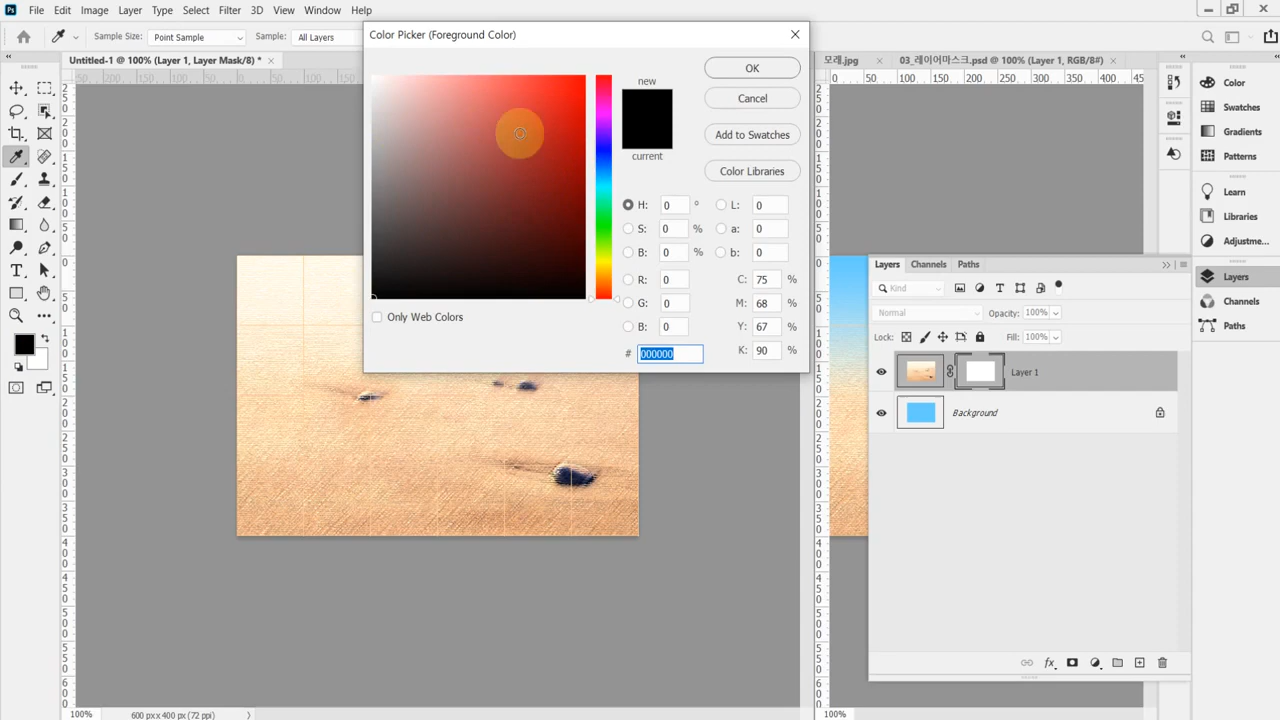 Ps File Edit Image Layer Type Select Filter 3D View Window Help
Sample Size: Point Sample Sample: All Layers
Untitled-1 @ 100% (Layer 1, Layer Mask/8) *
모래.jpg
03_레이어마스크.psd @ 100% (Layer 1, RGB/8#)
Color Picker (Foreground Color)
new
current
OK
Cancel
Add to Swatches
Color Libraries
H: 0 °
S: 0 %
B: 0 %
R: 0
G: 0
B: 0
L: 0
a: 0
b: 0
C: 75 %
M: 68 %
Y: 67 %
K: 90 %
# 000000
Only Web Colors
Color
Swatches
Gradients
Patterns
Learn
Libraries
Adjustme...
Layers
Channels
Paths
Layers Channels Paths
Kind
Normal Opacity: 100%
Lock: Fill: 100%
Layer 1
Background
100% 600 px x 400 px (72 ppi)
100%